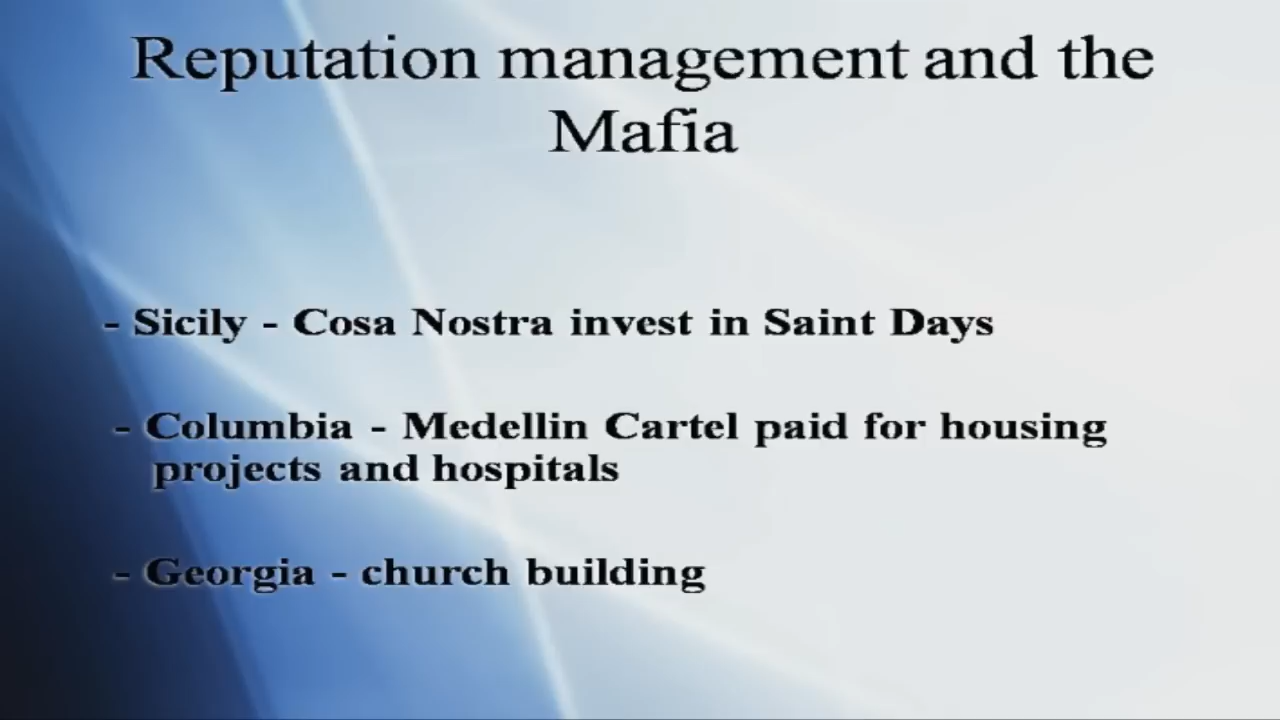 Reputation management and the
Mafia
- Sicily - Cosa Nostra invest in Saint Days
- Columbia - Medellin Cartel paid for housing
projects and hospitals
- Georgia - church building